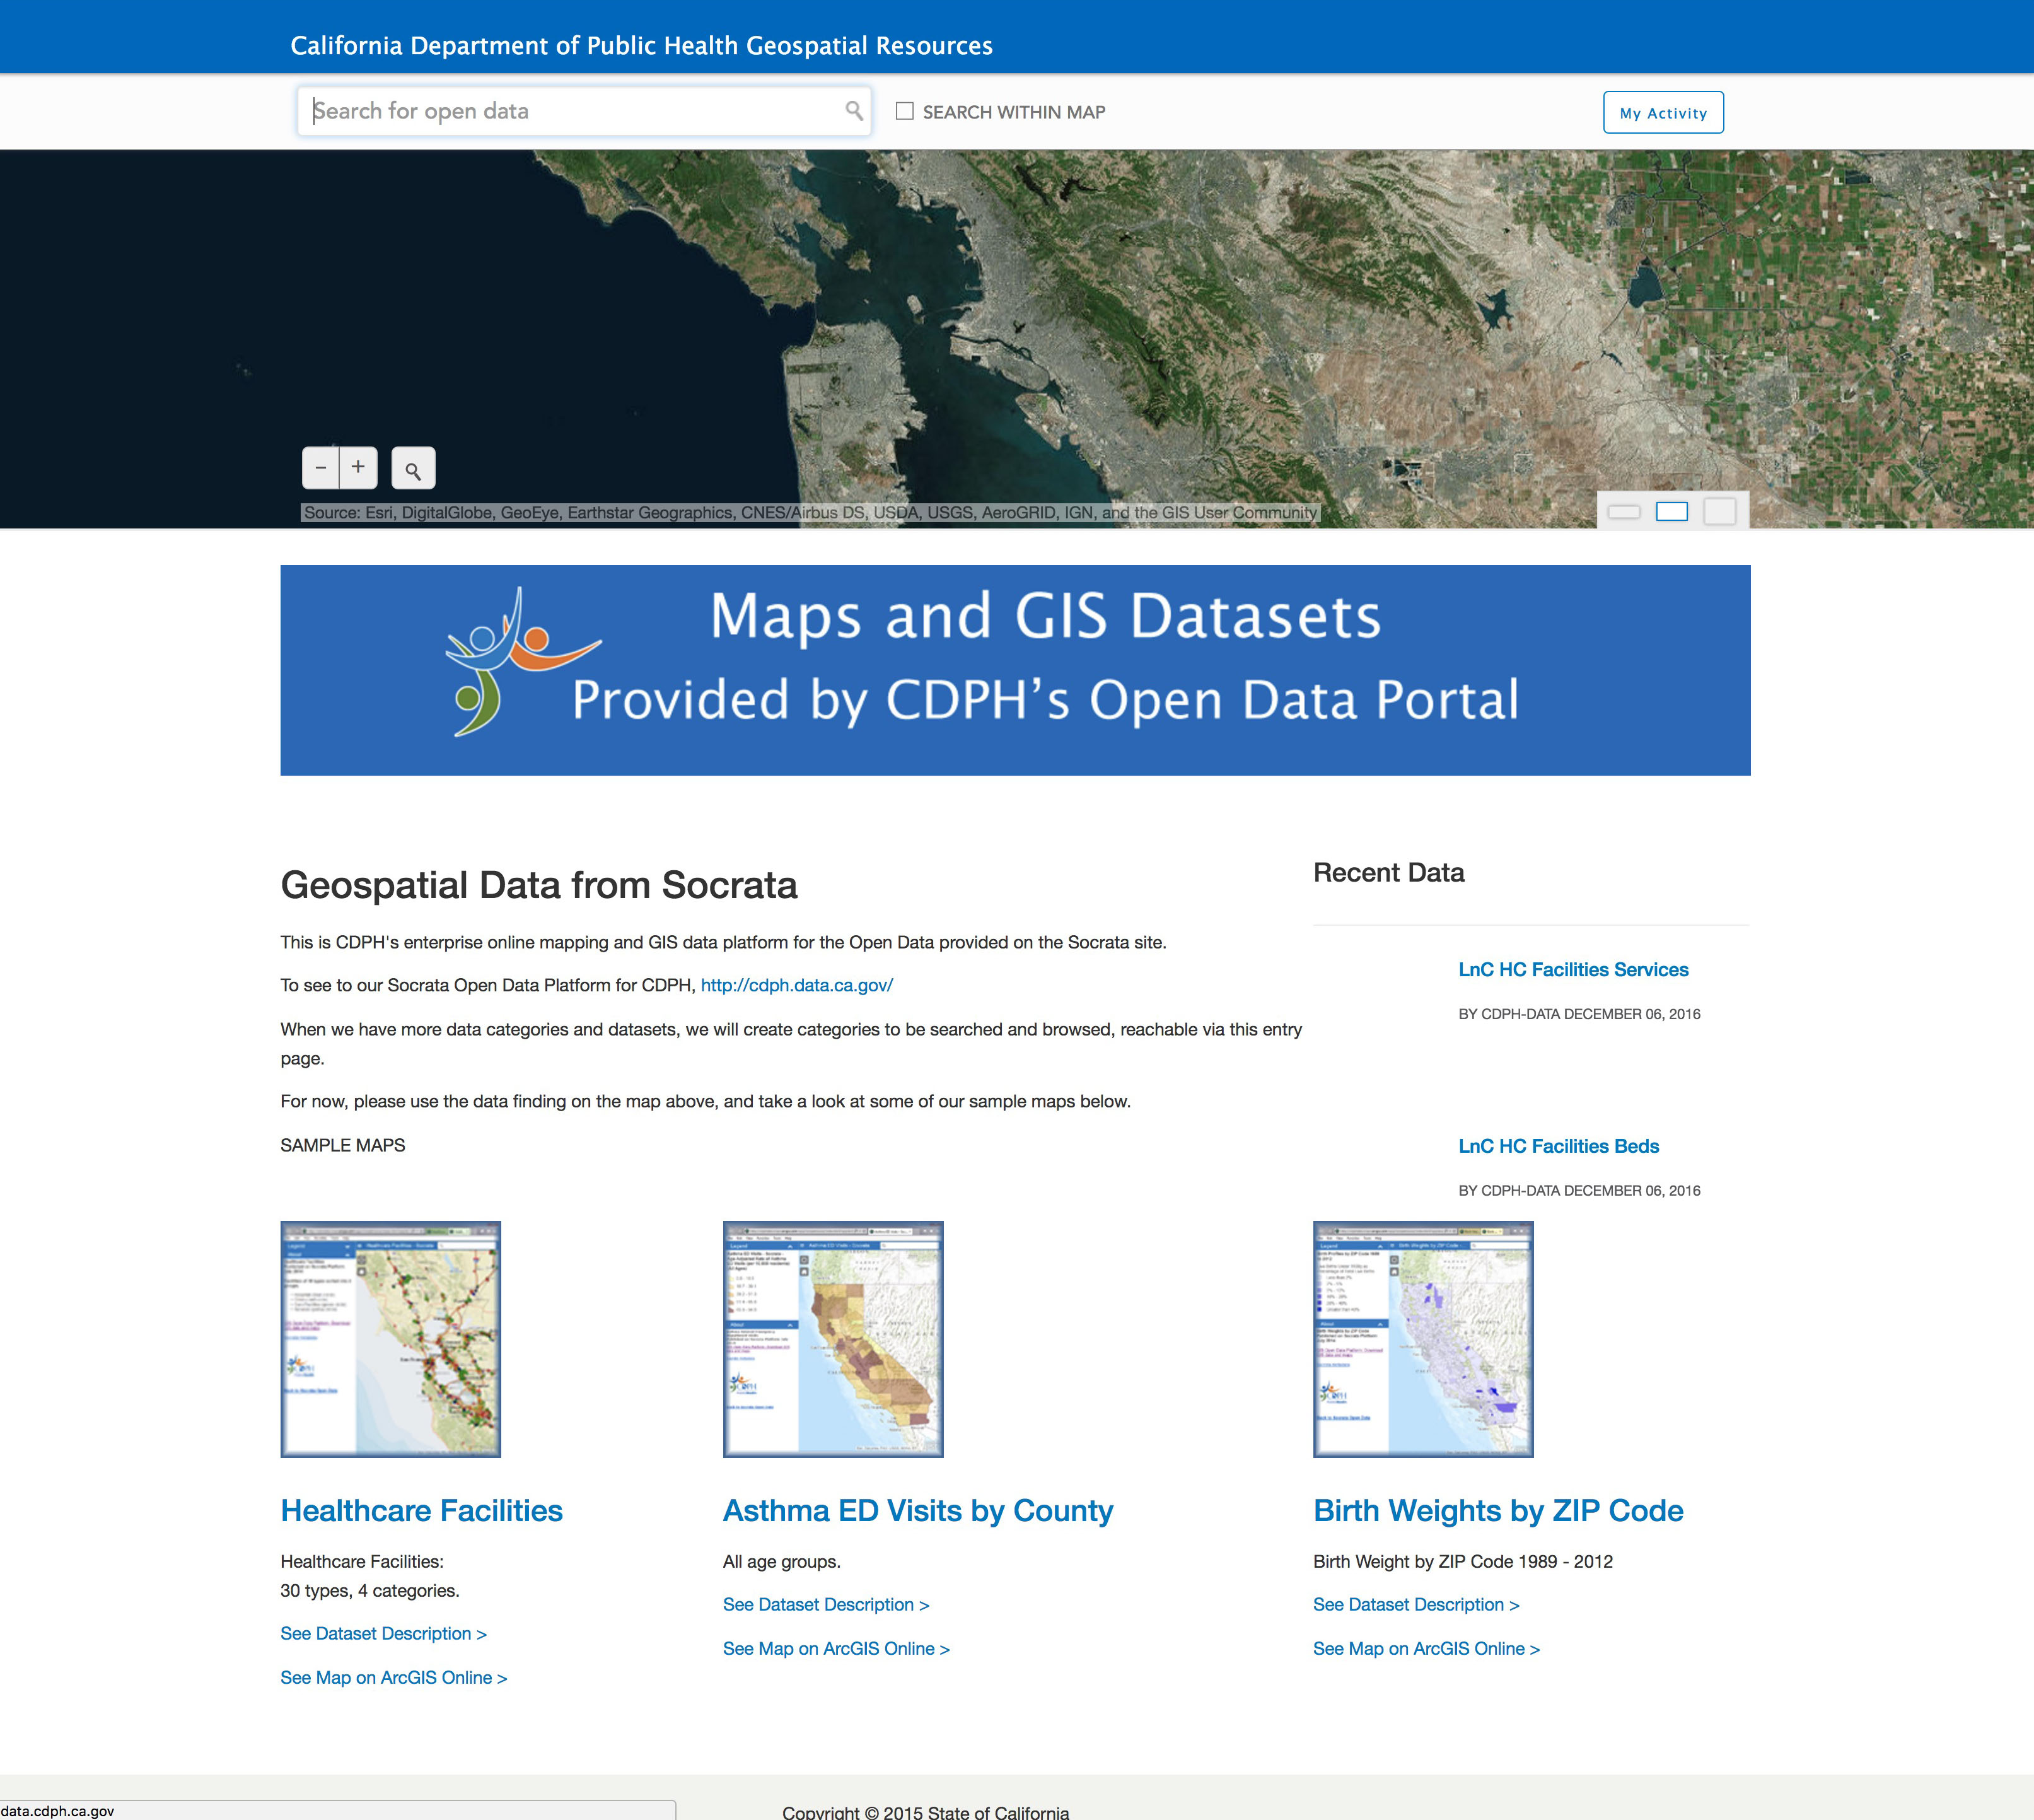 California Department of Public Health Geospatial Resources
Search for open data
SEARCH WITHIN MAP
My Activity
− +
Source: Esri, DigitalGlobe, GeoEye, Earthstar Geographics, CNES/Airbus DS, USDA, USGS, AeroGRID, IGN, and the GIS User Community
Maps and GIS Datasets
Provided by CDPH’s Open Data Portal
Geospatial Data from Socrata
This is CDPH's enterprise online mapping and GIS data platform for the Open Data provided on the Socrata site.
To see to our Socrata Open Data Platform for CDPH, http://cdph.data.ca.gov/
When we have more data categories and datasets, we will create categories to be searched and browsed, reachable via this entry
page.
For now, please use the data finding on the map above, and take a look at some of our sample maps below.
SAMPLE MAPS
Recent Data
LnC HC Facilities Services
BY CDPH-DATA DECEMBER 06, 2016
LnC HC Facilities Beds
BY CDPH-DATA DECEMBER 06, 2016
Healthcare Facilities
Healthcare Facilities:
30 types, 4 categories.
See Dataset Description >
See Map on ArcGIS Online >
Asthma ED Visits by County
All age groups.
See Dataset Description >
See Map on ArcGIS Online >
Birth Weights by ZIP Code
Birth Weight by ZIP Code 1989 - 2012
See Dataset Description >
See Map on ArcGIS Online >
data.cdph.ca.gov
Copyright © 2015 State of California